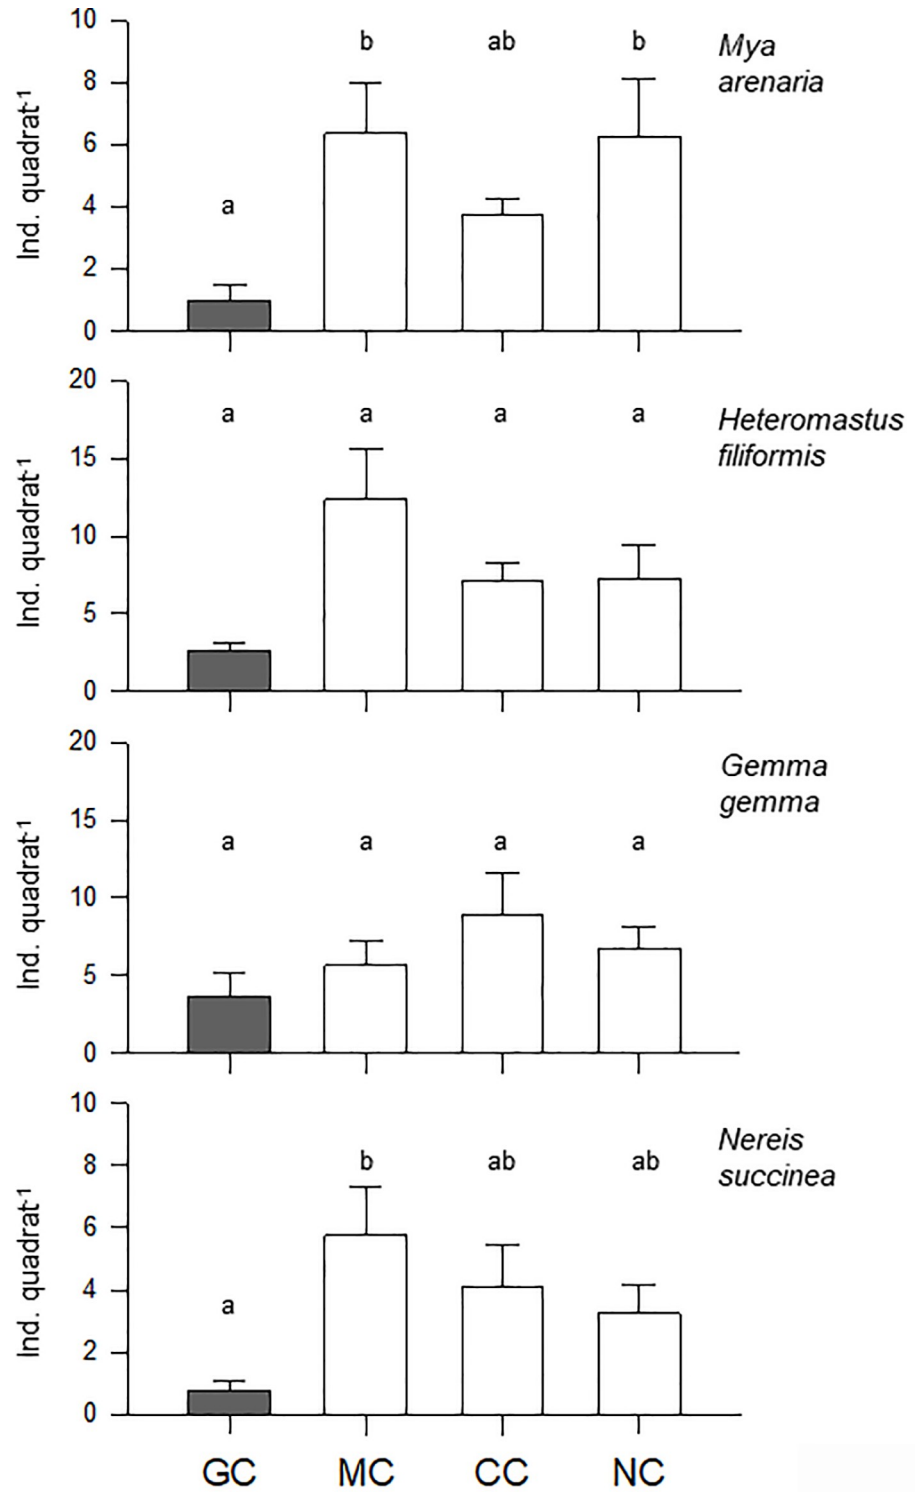 10
8
6
4
2
0
Ind. quadrat-1
a
b
ab
b
Mya
arenaria
20
15
10
5
0
Ind. quadrat-1
a
a
a
a
Heteromastus
filiformis
20
15
10
5
0
Ind. quadrat-1
a
a
a
a
Gemma
gemma
10
8
6
4
2
0
Ind. quadrat-1
a
b
ab
ab
Nereis
succinea
GC MC CC NC